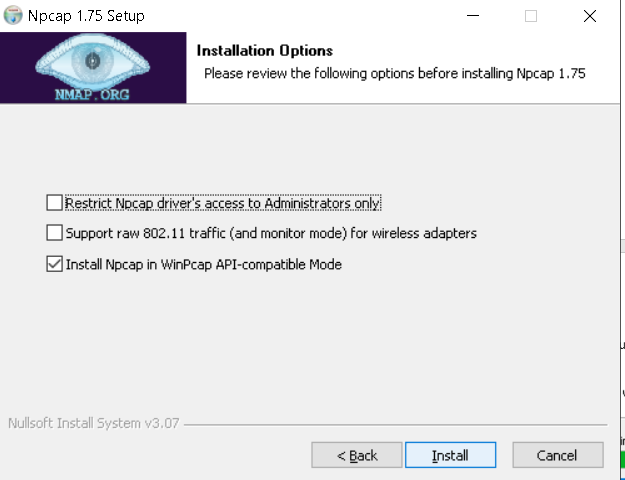 Npcap 1.75 Setup
NMAP.ORG
Installation Options
Please review the following options before installing Npcap 1.75
Restrict Npcap driver's access to Administrators only
Support raw 802.11 traffic (and monitor mode) for wireless adapters
Install Npcap in WinPcap API-compatible Mode
Nullsoft Install System v3.07
< Back
Install
Cancel